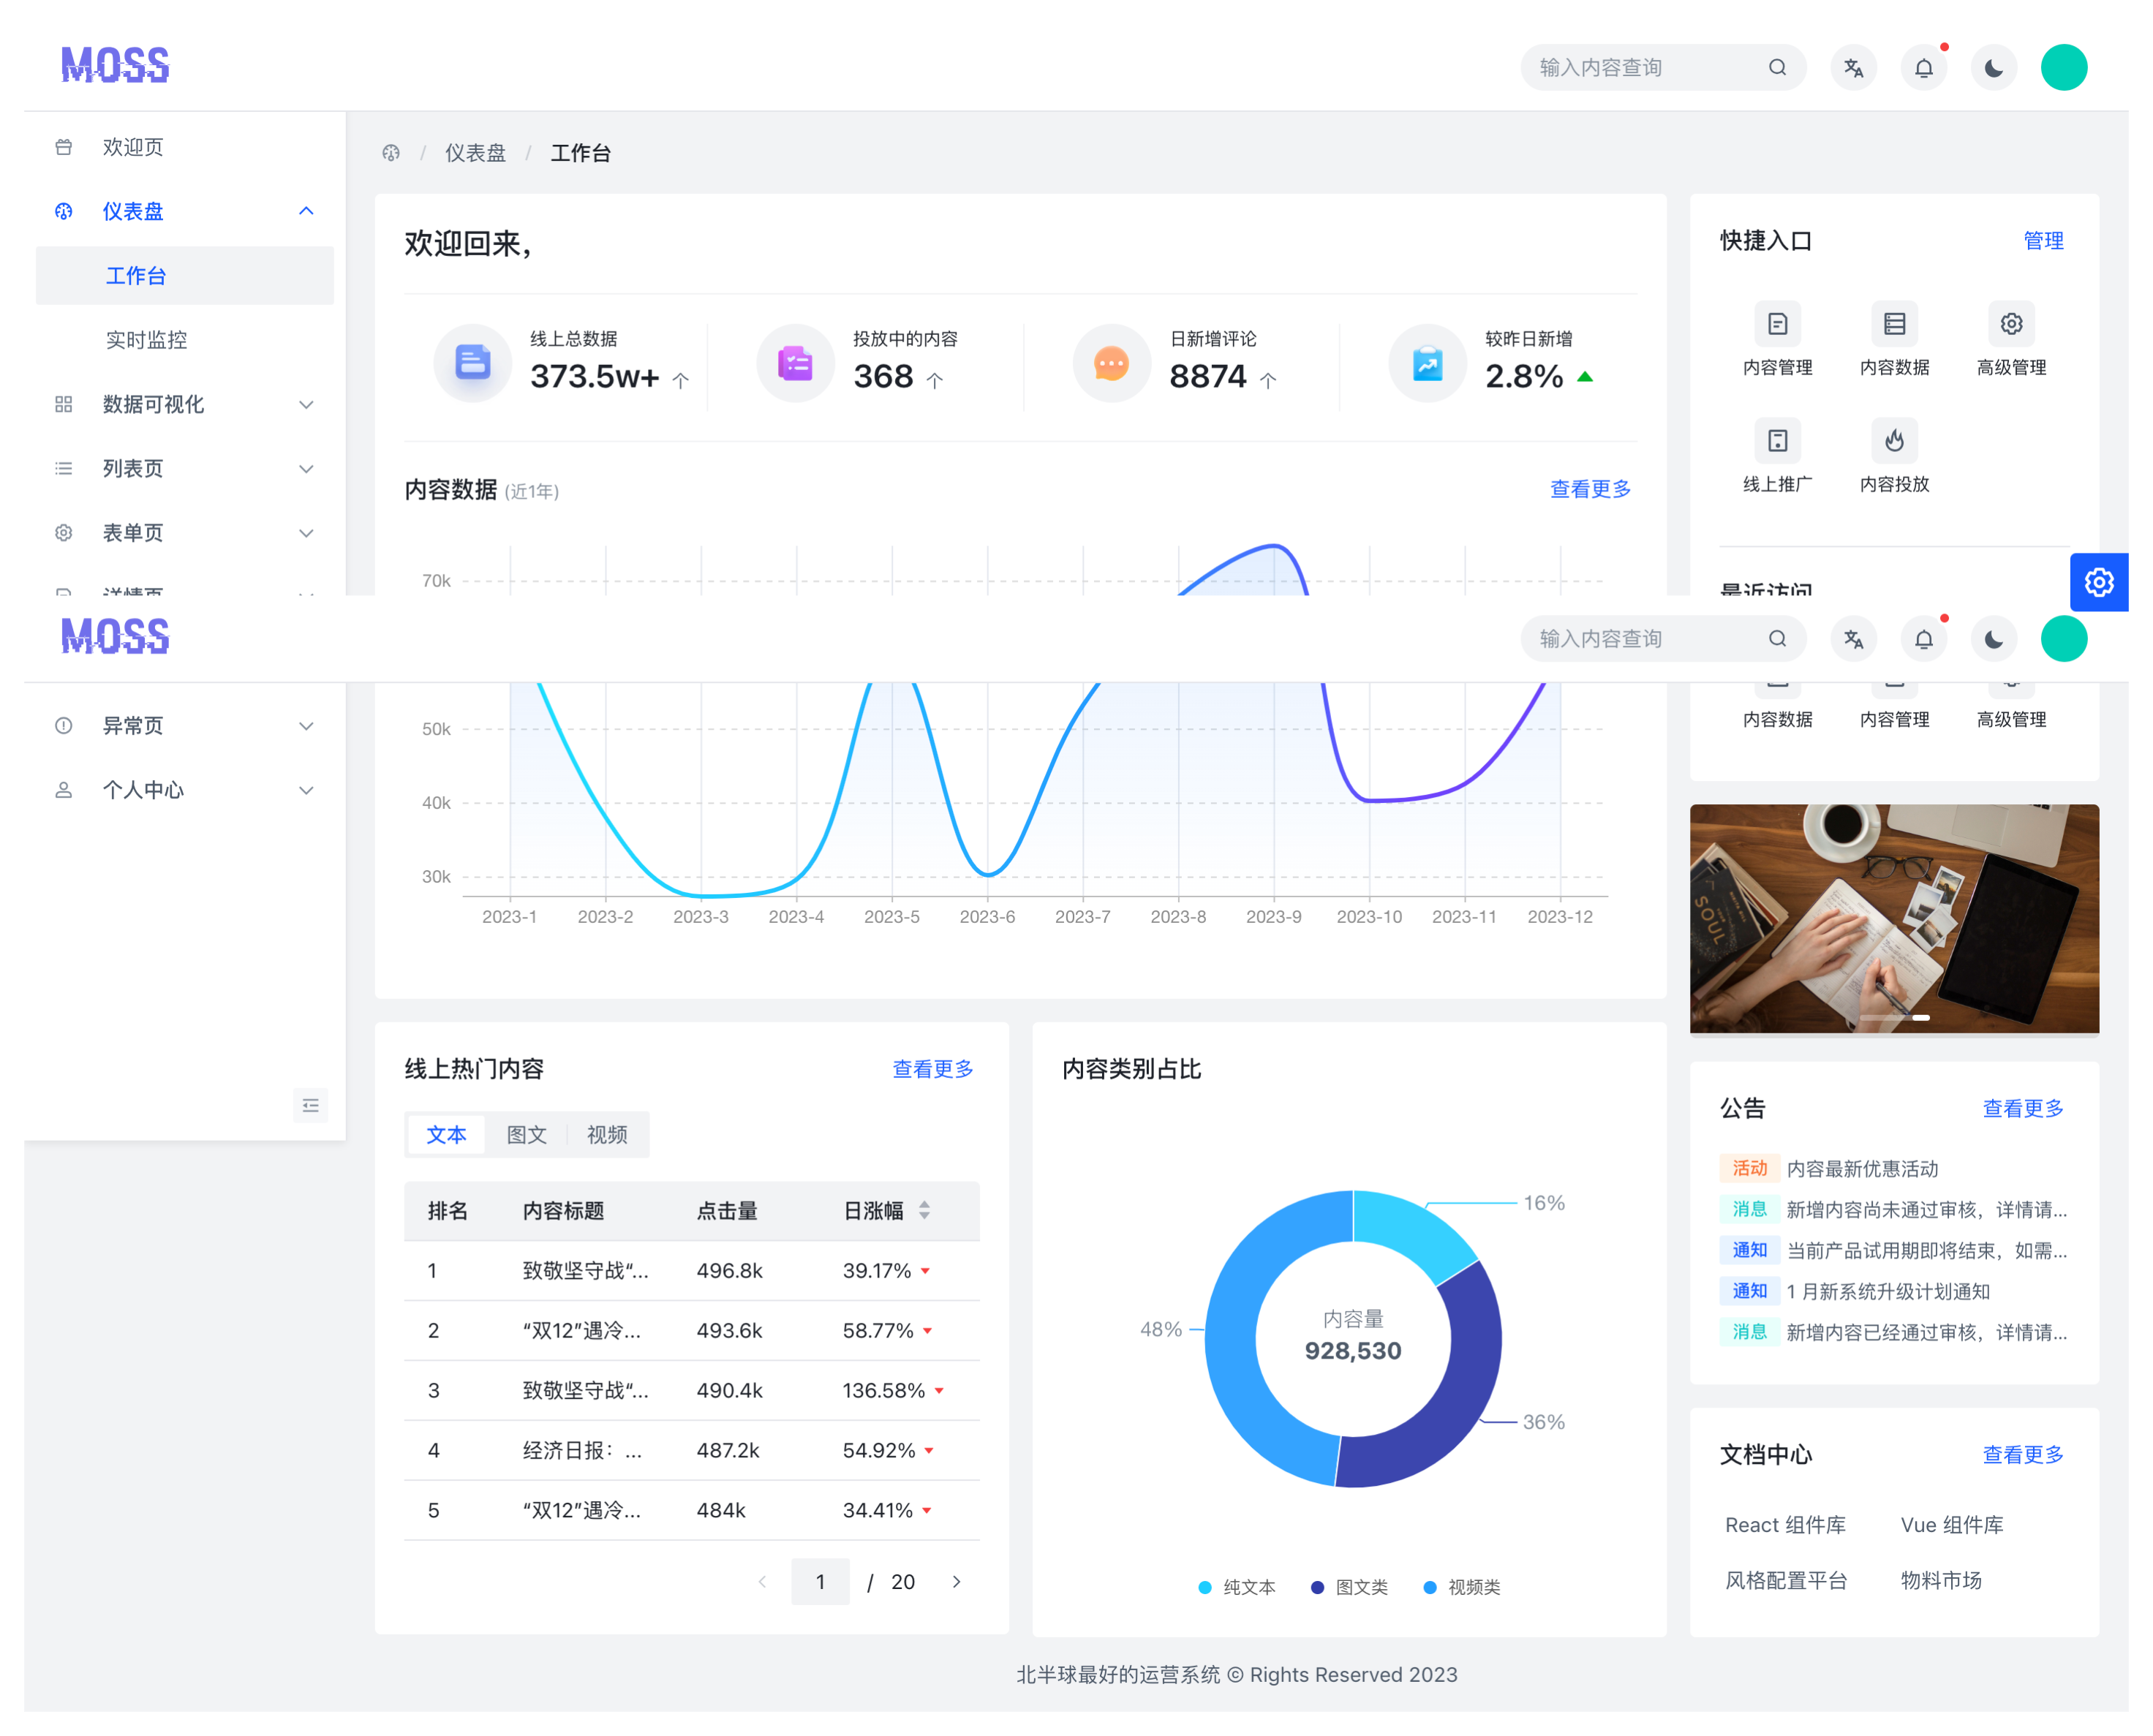 MOSS
输入内容查询
欢迎页
仪表盘
工作台
实时监控
数据可视化
列表页
表单页
详情页
/ 仪表盘 / 工作台
欢迎回来,
线上总数据
373.5w+ 个
投放中的内容
368 个
日新增评论
8874 个
较昨日新增
2.8%
内容数据 (近1年)
查看更多
70k
快捷入口
管理
内容管理
内容数据
高级管理
线上推广
内容投放
最近访问
MOSS
输入内容查询
异常页
个人中心
50k
40k
30k
2023-1
2023-2
2023-3
2023-4
2023-5
2023-6
2023-7
2023-8
2023-9
2023-10
2023-11
2023-12
内容数据
内容管理
高级管理
SOUL
线上热门内容
查看更多
文本
图文
视频
排名 内容标题 点击量 日涨幅
1 致敬坚守战“... 496.8k 39.17%
2 “双12”遇冷... 493.6k 58.77%
3 致敬坚守战“... 490.4k 136.58%
4 经济日报：... 487.2k 54.92%
5 “双12”遇冷... 484k 34.41%
1 / 20
内容类别占比
16%
48%
36%
内容量
928,530
纯文本
图文类
视频类
公告
查看更多
活动 内容最新优惠活动
消息 新增内容尚未通过审核，详情请...
通知 当前产品试用期即将结束，如需...
通知 1 月新系统升级计划通知
消息 新增内容已经通过审核，详情请...
文档中心
查看更多
React 组件库
Vue 组件库
风格配置平台
物料市场
北半球最好的运营系统 © Rights Reserved 2023